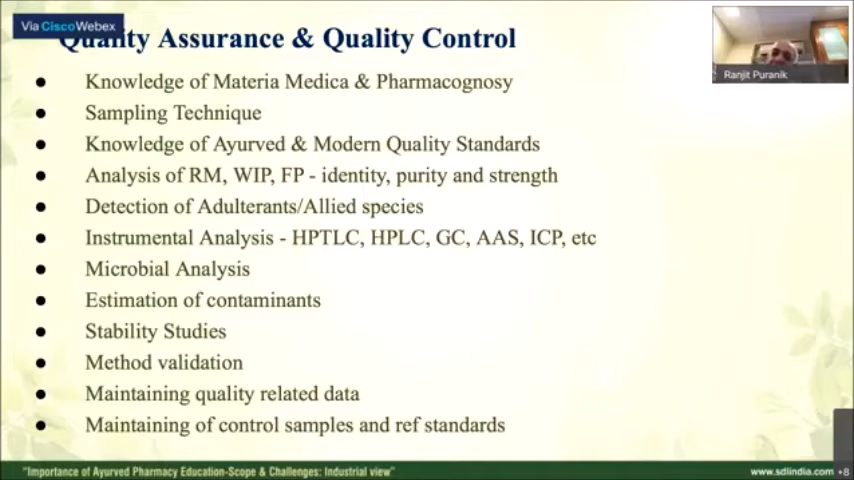 Via Cisco Webex
Quality Assurance & Quality Control
Ranjit Puranik
● Knowledge of Materia Medica & Pharmacognosy
● Sampling Technique
● Knowledge of Ayurved & Modern Quality Standards
● Analysis of RM, WIP, FP - identity, purity and strength
● Detection of Adulterants/Allied species
● Instrumental Analysis - HPTLC, HPLC, GC, AAS, ICP, etc
● Microbial Analysis
● Estimation of contaminants
● Stability Studies
● Method validation
● Maintaining quality related data
● Maintaining of control samples and ref standards
"Importance of Ayurved Pharmacy Education-Scope & Challenges: Industrial view"
www.sdlindia.com
+8